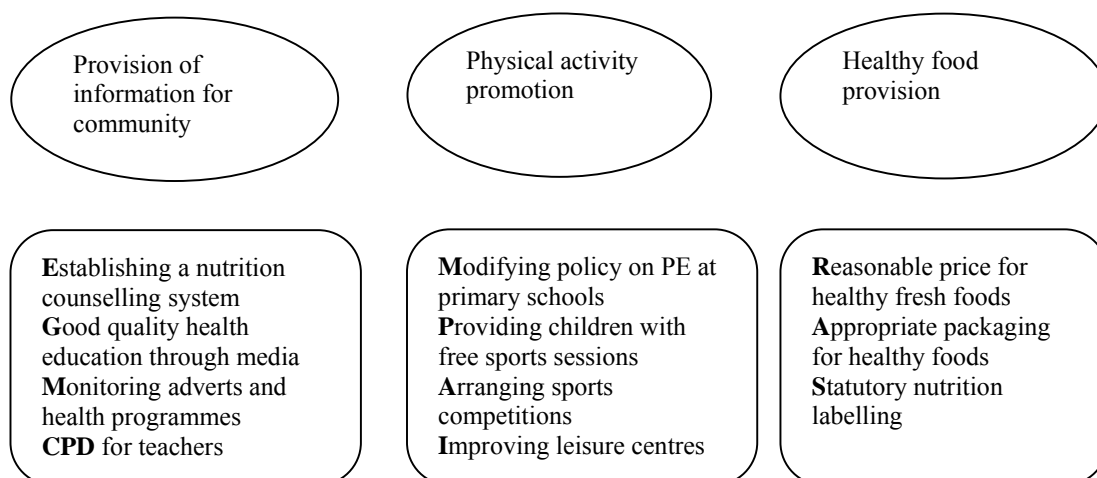 Provision of
information for
community
Physical activity
promotion
Healthy food
provision
Establishing a nutrition
counselling system
Good quality health
education through media
Monitoring adverts and
health programmes
CPD for teachers
Modifying policy on PE at
primary schools
Providing children with
free sports sessions
Arranging sports
competitions
Improving leisure centres
Reasonable price for
healthy fresh foods
Appropriate packaging
for healthy foods
Statutory nutrition
labelling